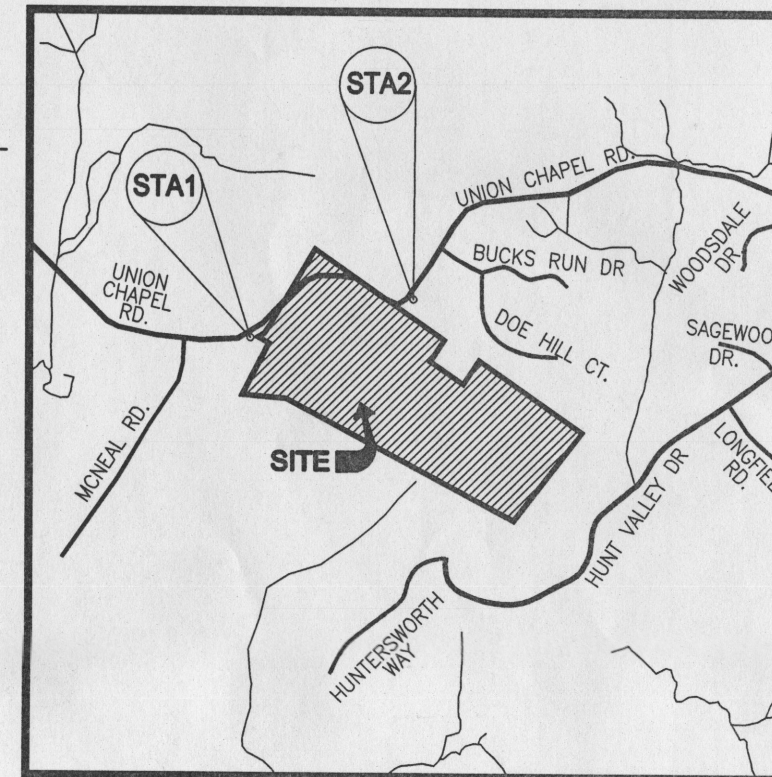 STA2
STA1
UNION CHAPEL RD.
WOODSDALE
DR.
BUCKS RUN DR
UNION
CHAPEL
RD.
DOE HILL CT.
SAGEWOO
DR.
MCNEAL RD.
SITE
LONGFIEL
RD.
HUNT VALLEY DR
HUNTERSWORTH
WAY